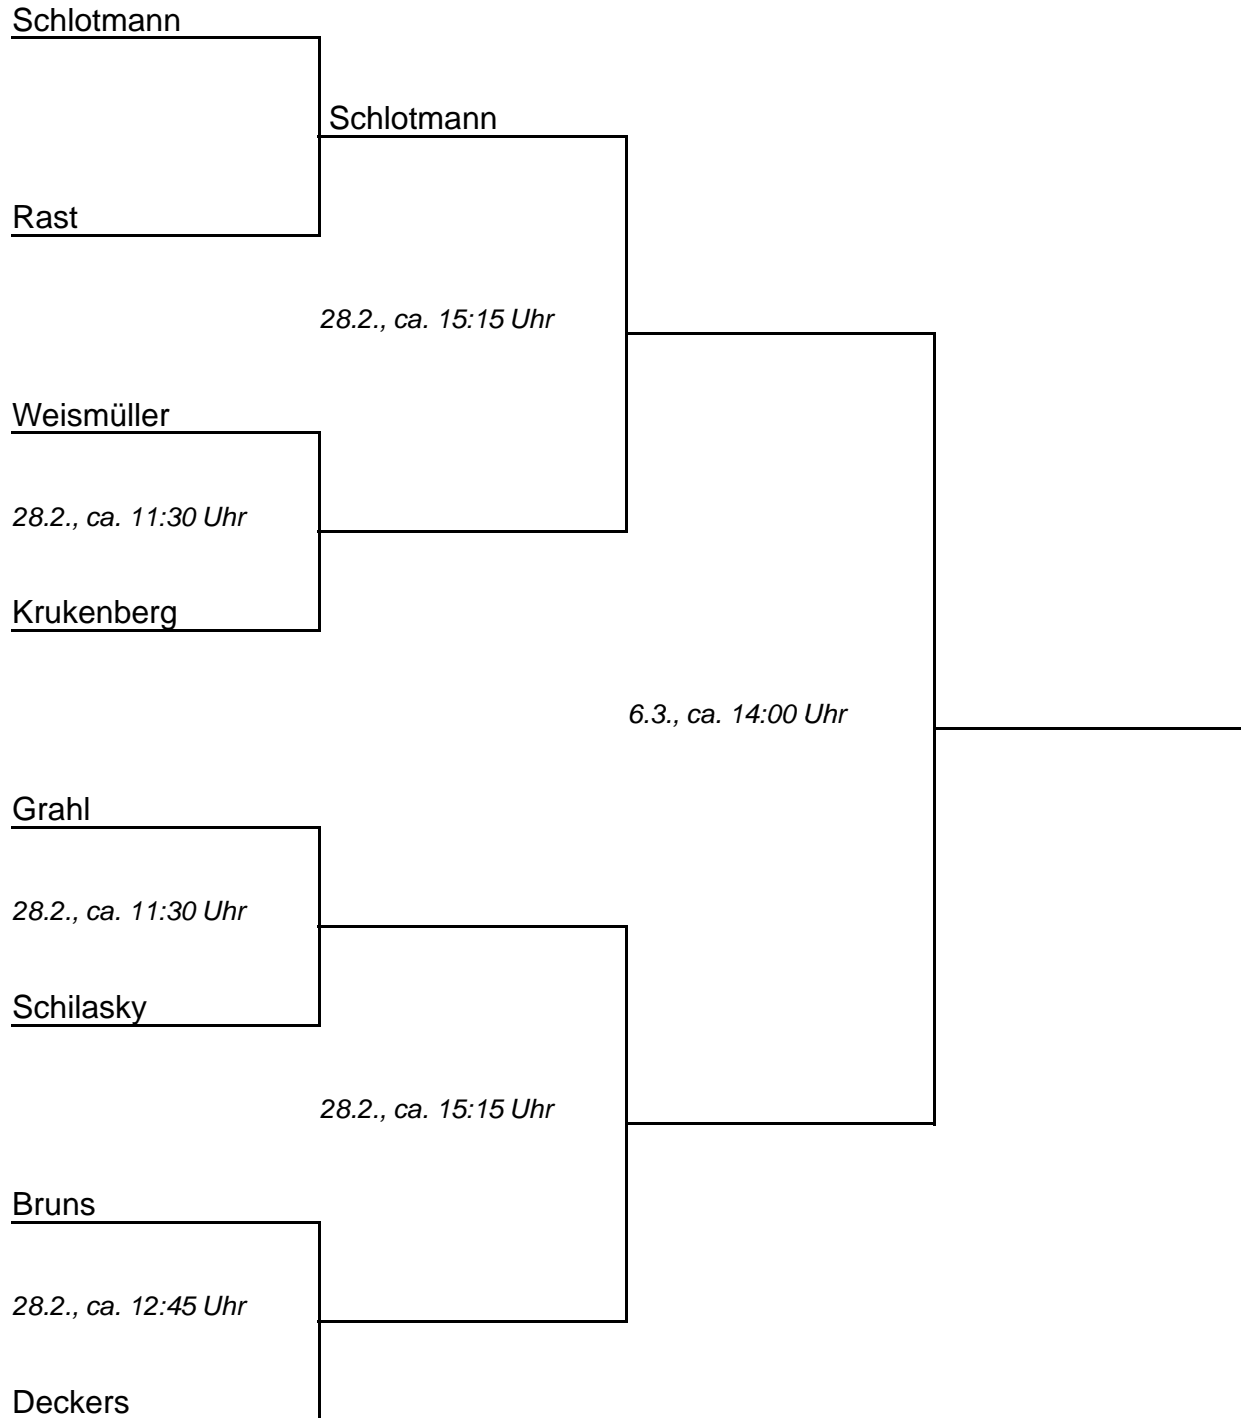 Schlotmann
Schlotmann
Rast
28.2., ca. 15:15 Uhr
Weismüller
28.2., ca. 11:30 Uhr
Krukenberg
6.3., ca. 14:00 Uhr
Grahl
28.2., ca. 11:30 Uhr
Schilasky
28.2., ca. 15:15 Uhr
Bruns
28.2., ca. 12:45 Uhr
Deckers